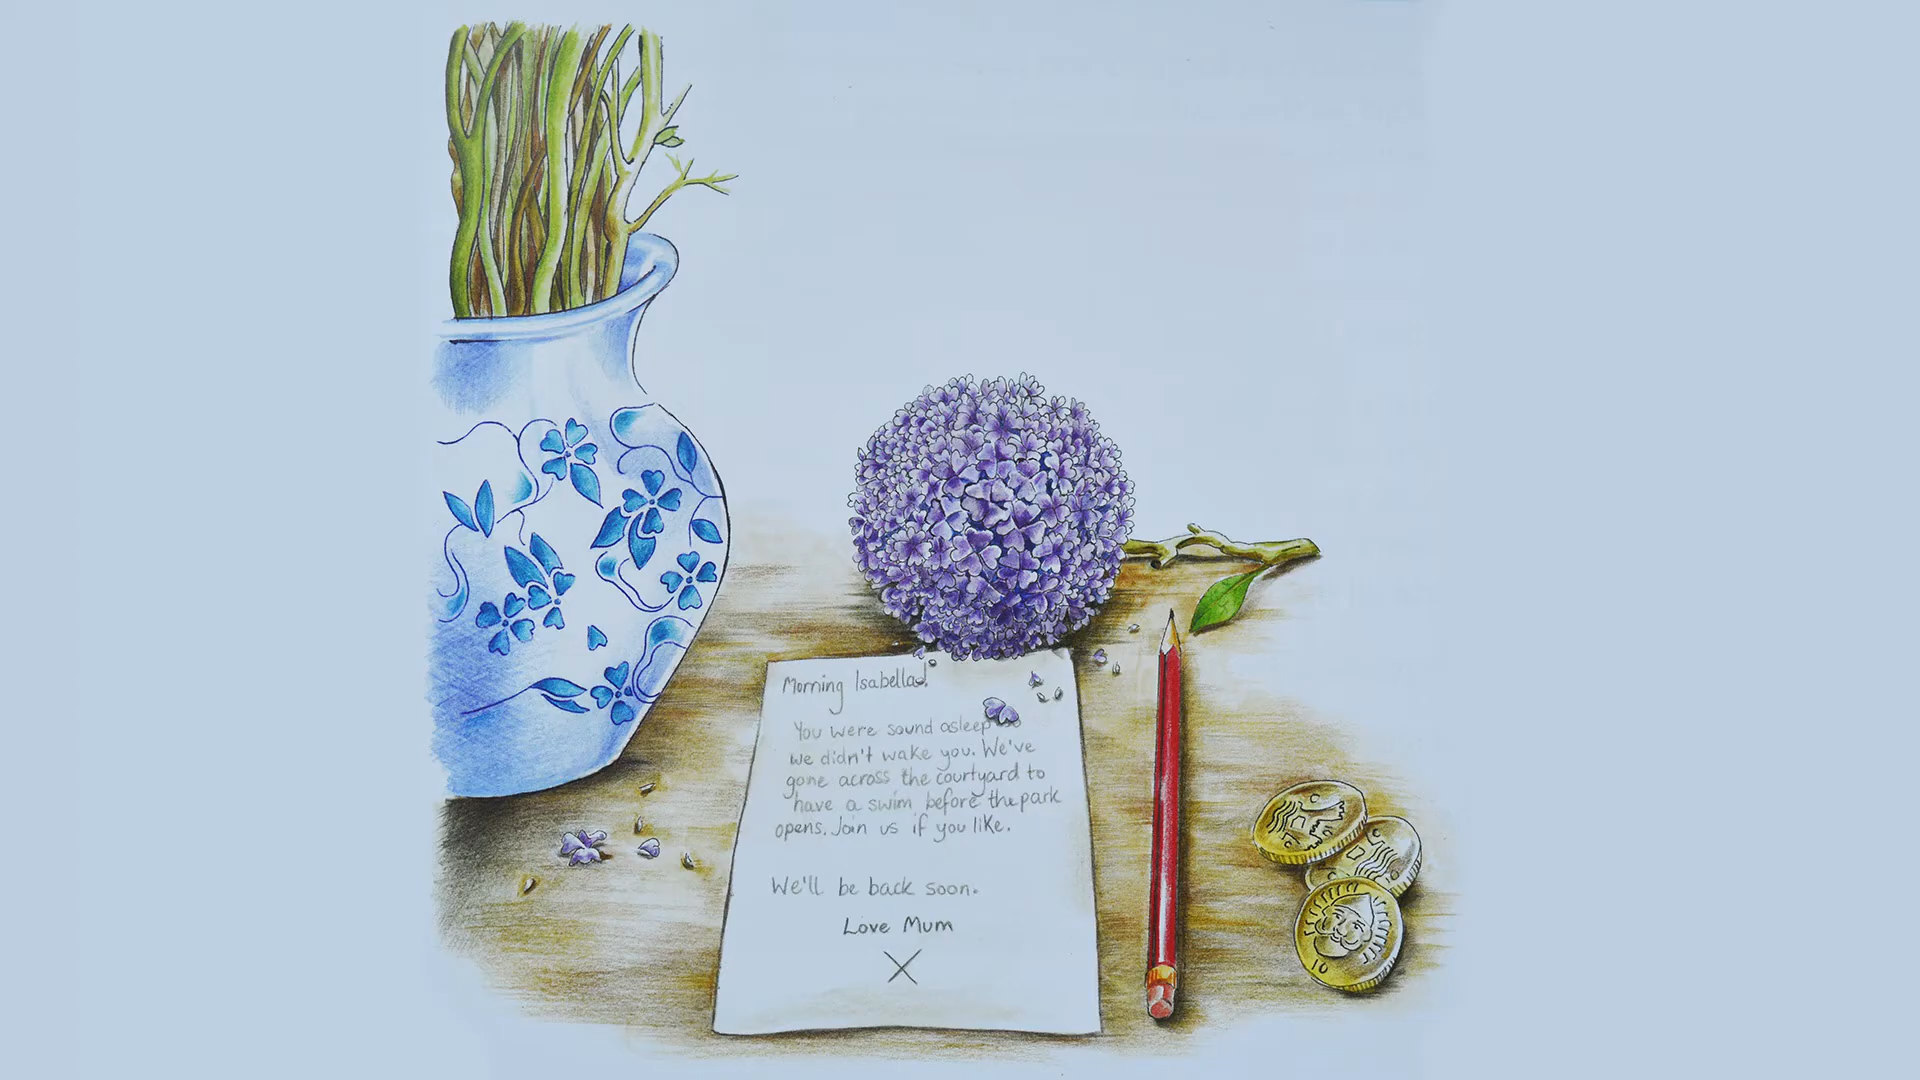 Morning Isabella!
You were sound asleep so
we didn't wake you. We've
gone across the courtyard to
have a swim before the park
opens. Join us if you like.
We'll be back soon.
Love Mum
X
10